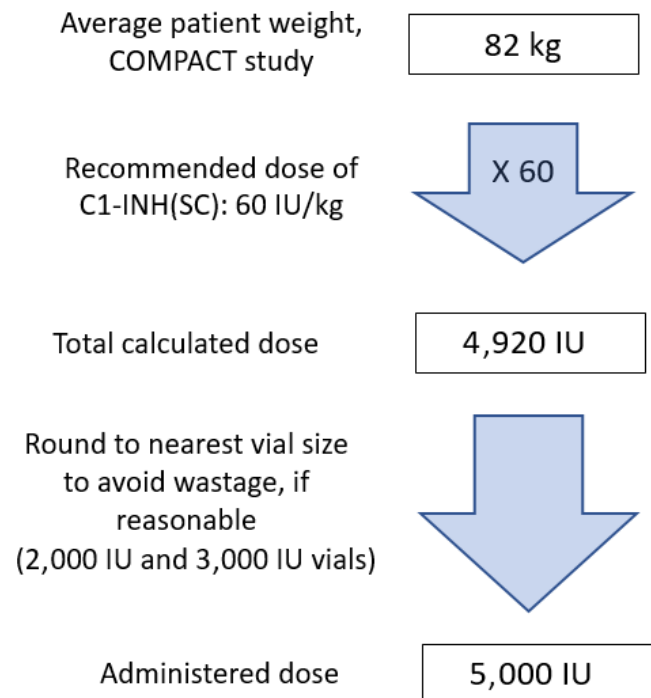 Average patient weight,
COMPACT study
82 kg
Recommended dose of
C1-INH(SC): 60 IU/kg
X 60
Total calculated dose
4,920 IU
Round to nearest vial size
to avoid wastage, if
reasonable
(2,000 IU and 3,000 IU vials)
Administered dose
5,000 IU